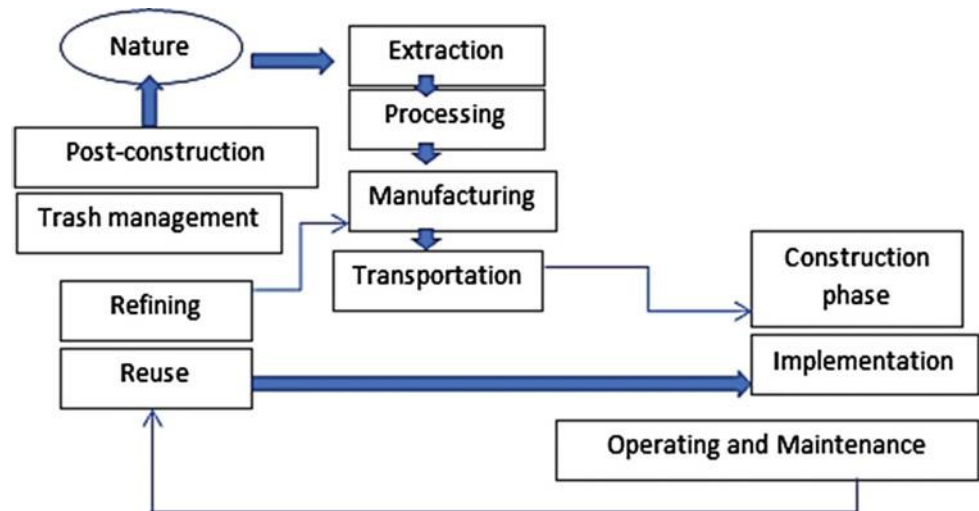 Nature
Extraction
Processing
Post-construction
Trash management
Manufacturing
Transportation
Refining
Reuse
Construction
phase
Implementation
Operating and Maintenance